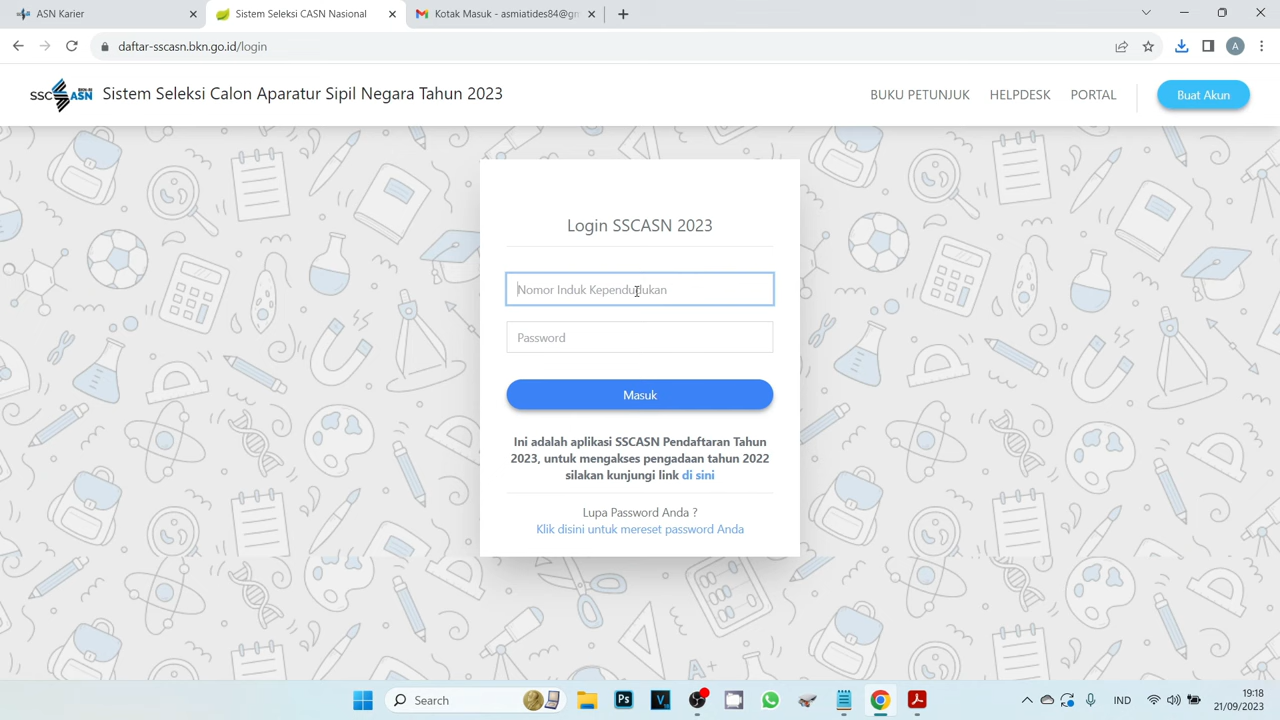 ASN Karier
Sistem Seleksi CASN Nasional
Kotak Masuk - asmiatides84@gm
daftar-sscasn.bkn.go.id/login
A
SSC ASN
Sistem Seleksi Calon Aparatur Sipil Negara Tahun 2023
BUKU PETUNJUK
HELPDESK
PORTAL
Buat Akun
Login SSCASN 2023
Nomor Induk Kependudukan
Password
Masuk
Ini adalah aplikasi SSCASN Pendaftaran Tahun
2023, untuk mengakses pengadaan tahun 2022
silakan kunjungi link di sini
Lupa Password Anda ?
Klik disini untuk mereset password Anda
Search
Ps
V
IND
19:18
21/09/2023